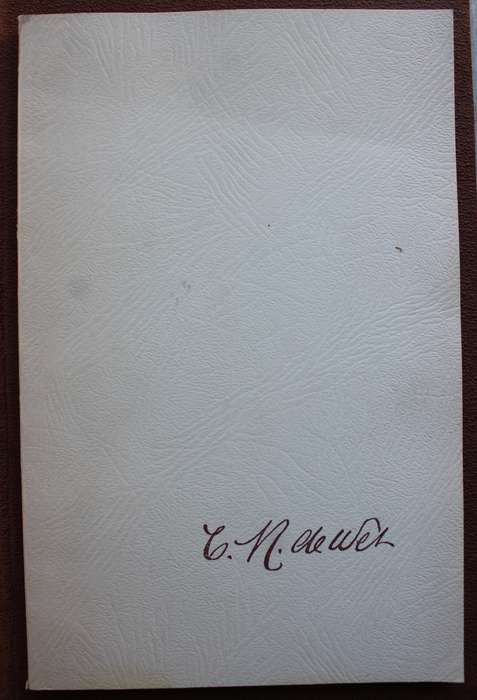 C. R. de Wet